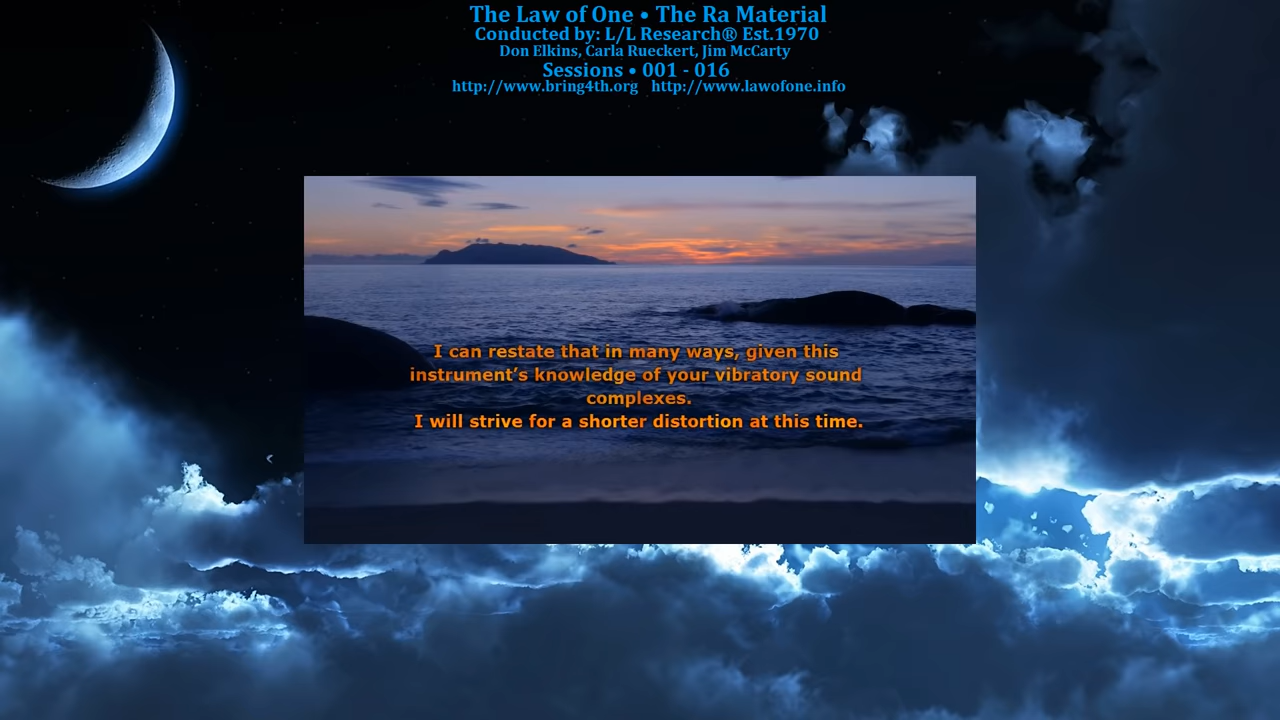 The Law of One • The Ra Material
Conducted by: L/L Research® Est.1970
Don Elkins, Carla Rueckert, Jim McCarty
Sessions • 001 - 016
http://www.bring4th.org http://www.lawofone.info
I can restate that in many ways, given this
instrument’s knowledge of your vibratory sound
complexes.
I will strive for a shorter distortion at this time.